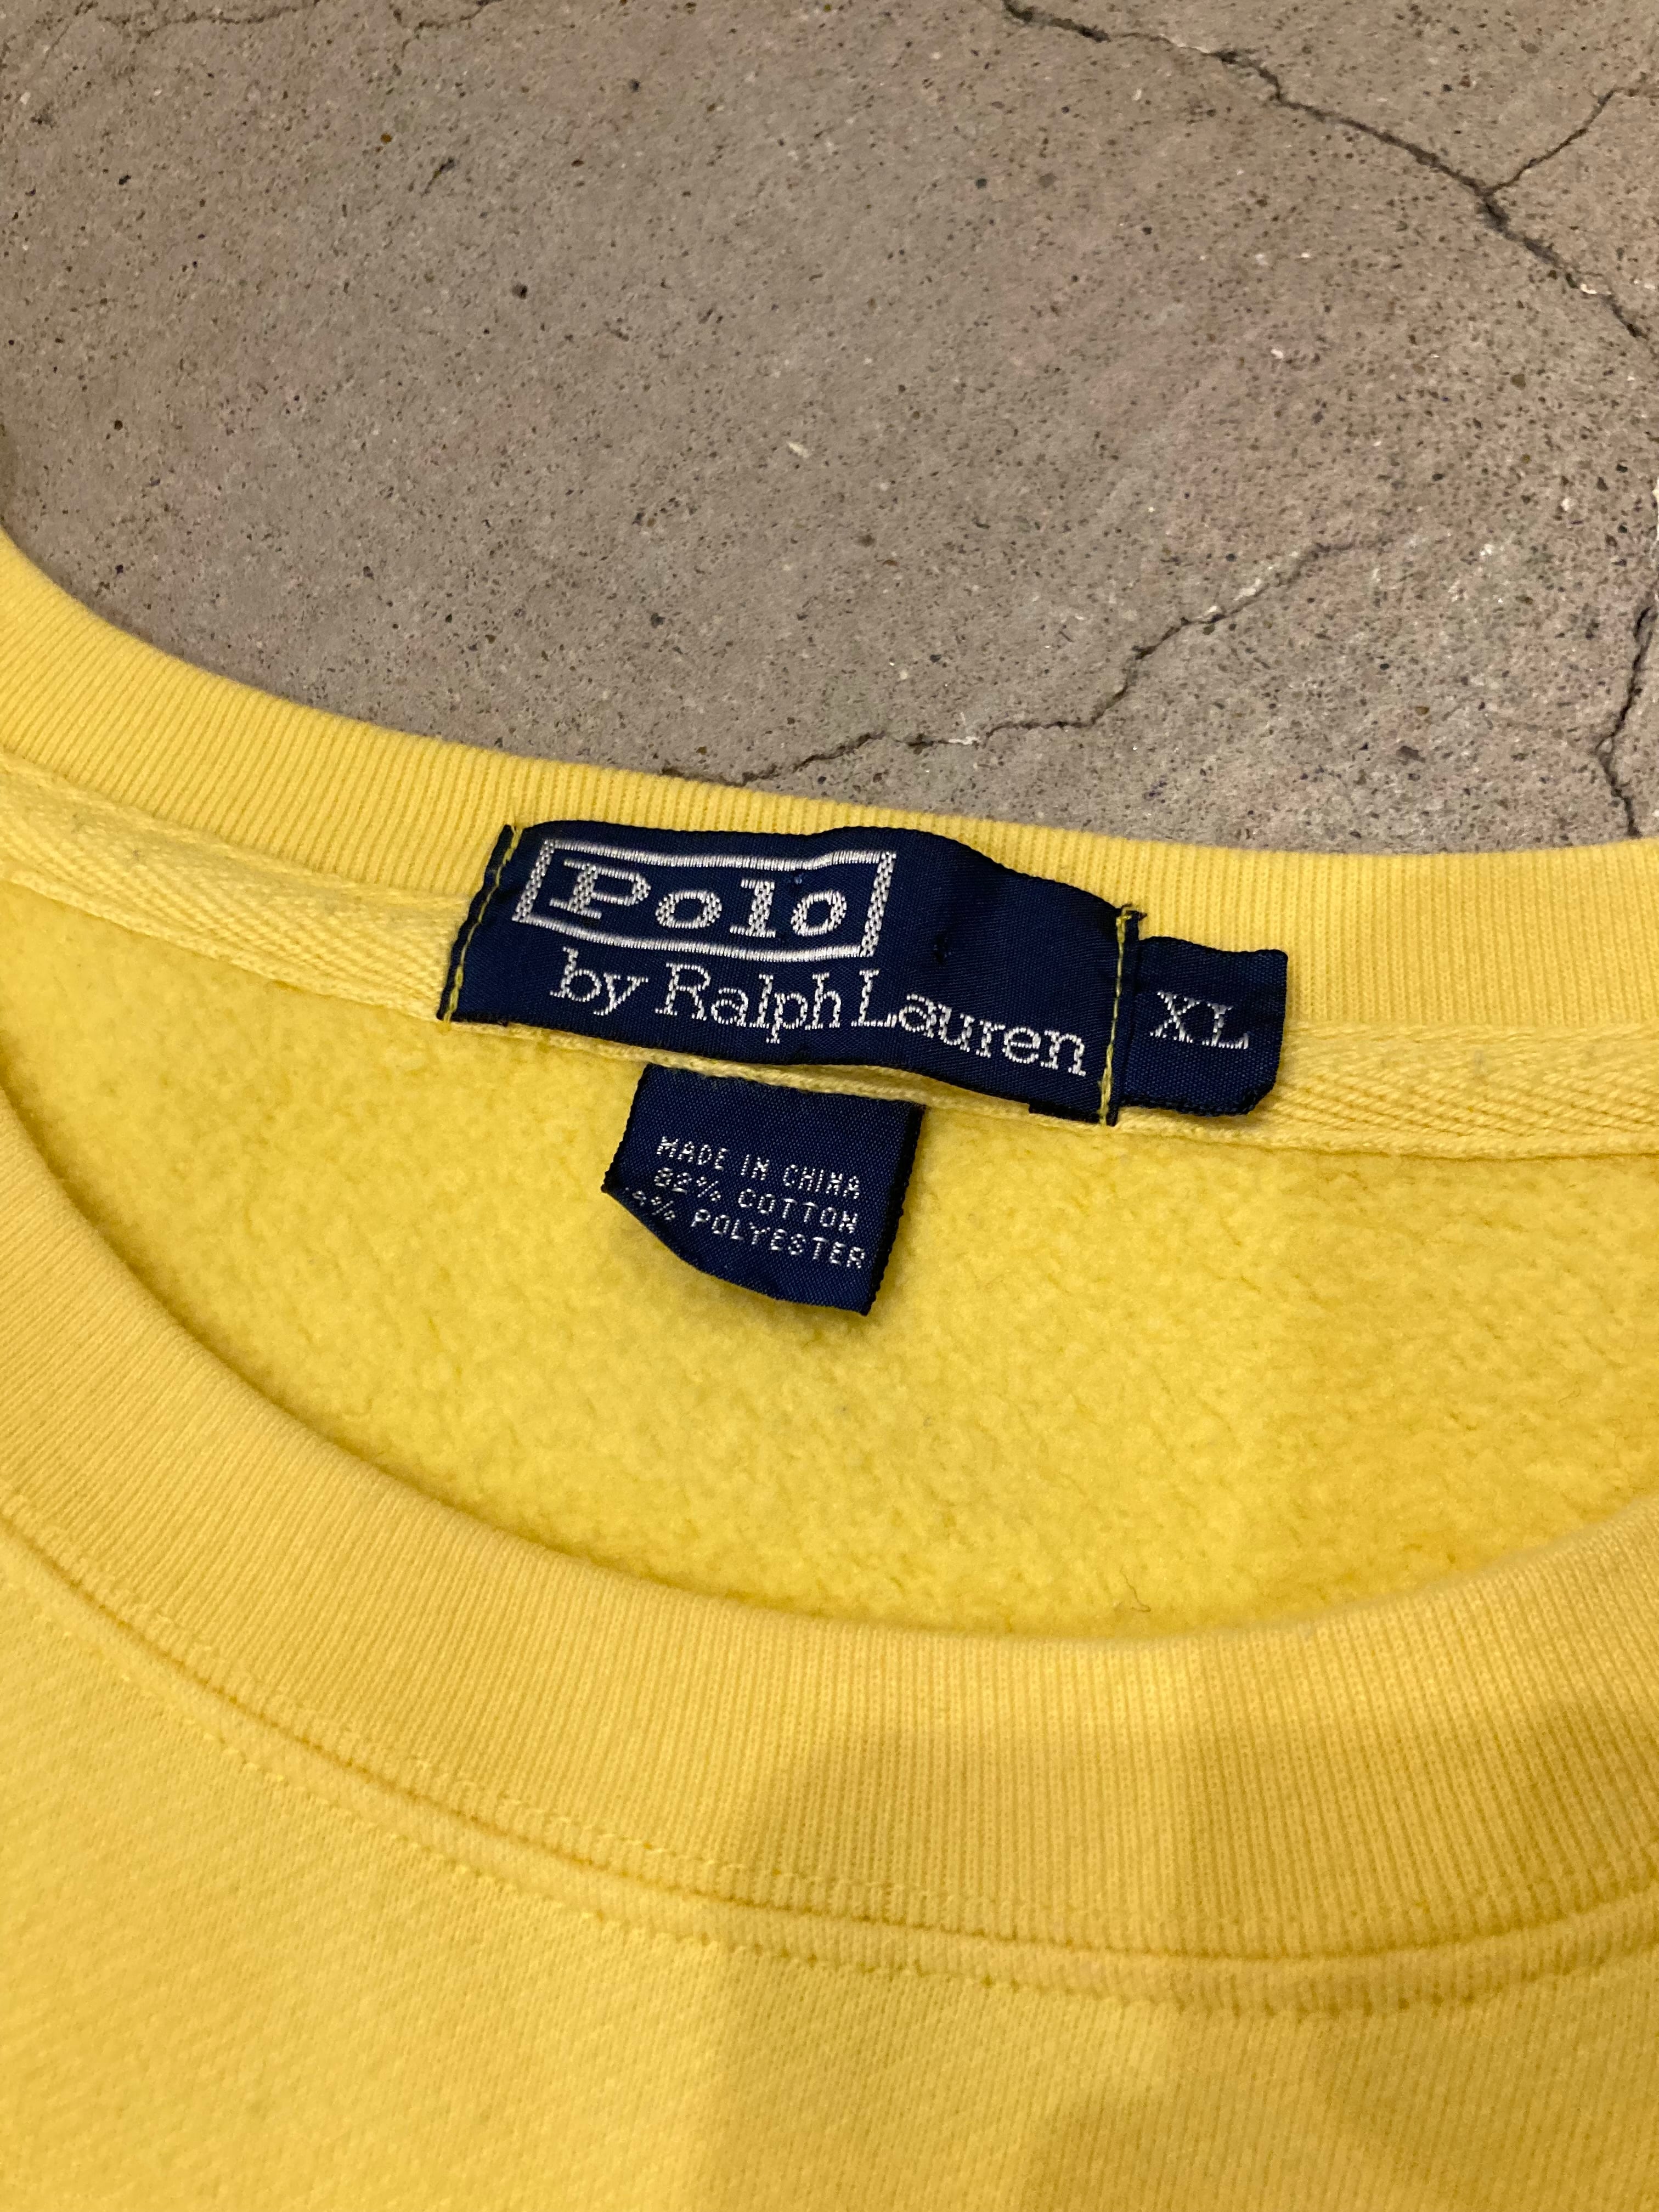 Polo
by Ralph Lauren
XL
MADE IN CHINA
82% COTTON
% POLYESTER